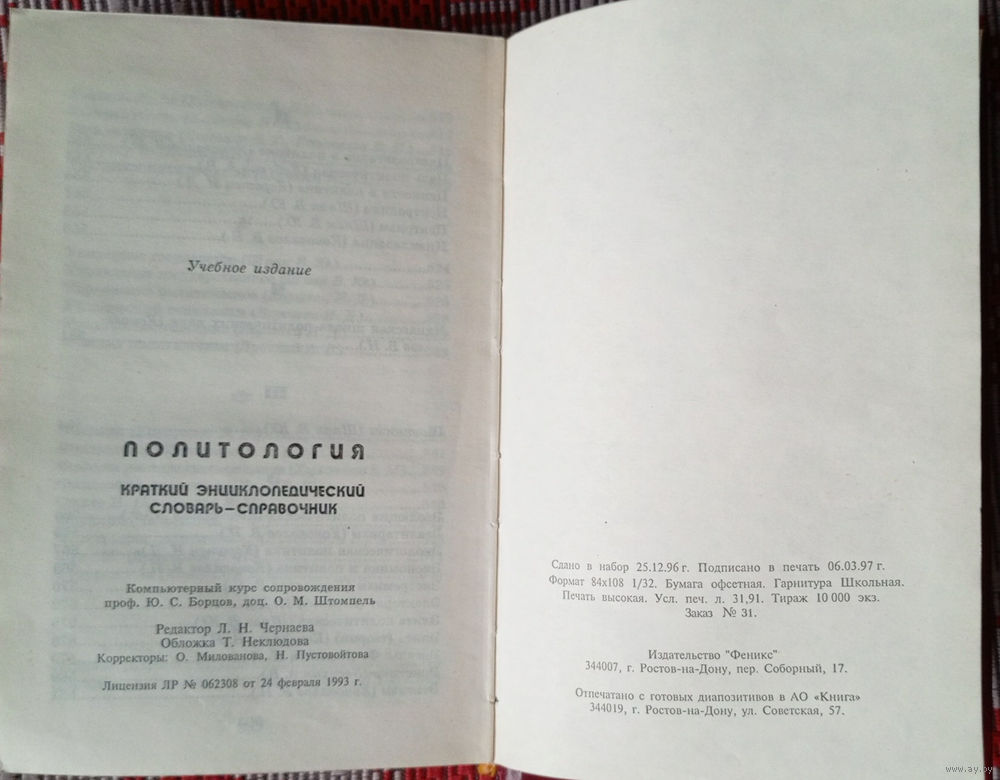 Учебное издание
ПОЛИТОЛОГИЯ
КРАТКИЙ ЭНЦИКЛОПЕДИЧЕСКИЙ
СЛОВАРЬ-СПРАВОЧНИК
Компьютерный курс сопровождения
проф. Ю. С. Борцов, доц. О. М. Штомпель
Редактор Л. Н. Чернаева
Обложка Т. Неклюдова
Корректоры: О. Милованова, Н. Пустовойтова
Лицензия ЛР № 062308 от 24 февраля 1993 г.
Сдано в набор 25.12.96 г. Подписано в печать 06.03.97 г.
Формат 84x108 1/32. Бумага офсетная. Гарнитура Школьная.
Печать высокая. Усл. печ. л. 31,91. Тираж 10 000 экз.
Заказ № 31.
Издательство "Феникс"
344007, г. Ростов-на-Дону, пер. Соборный, 17.
Отпечатано с готовых диапозитивов в АО «Книга»
344019, г. Ростов-на-Дону, ул. Советская, 57.
www.ay.by